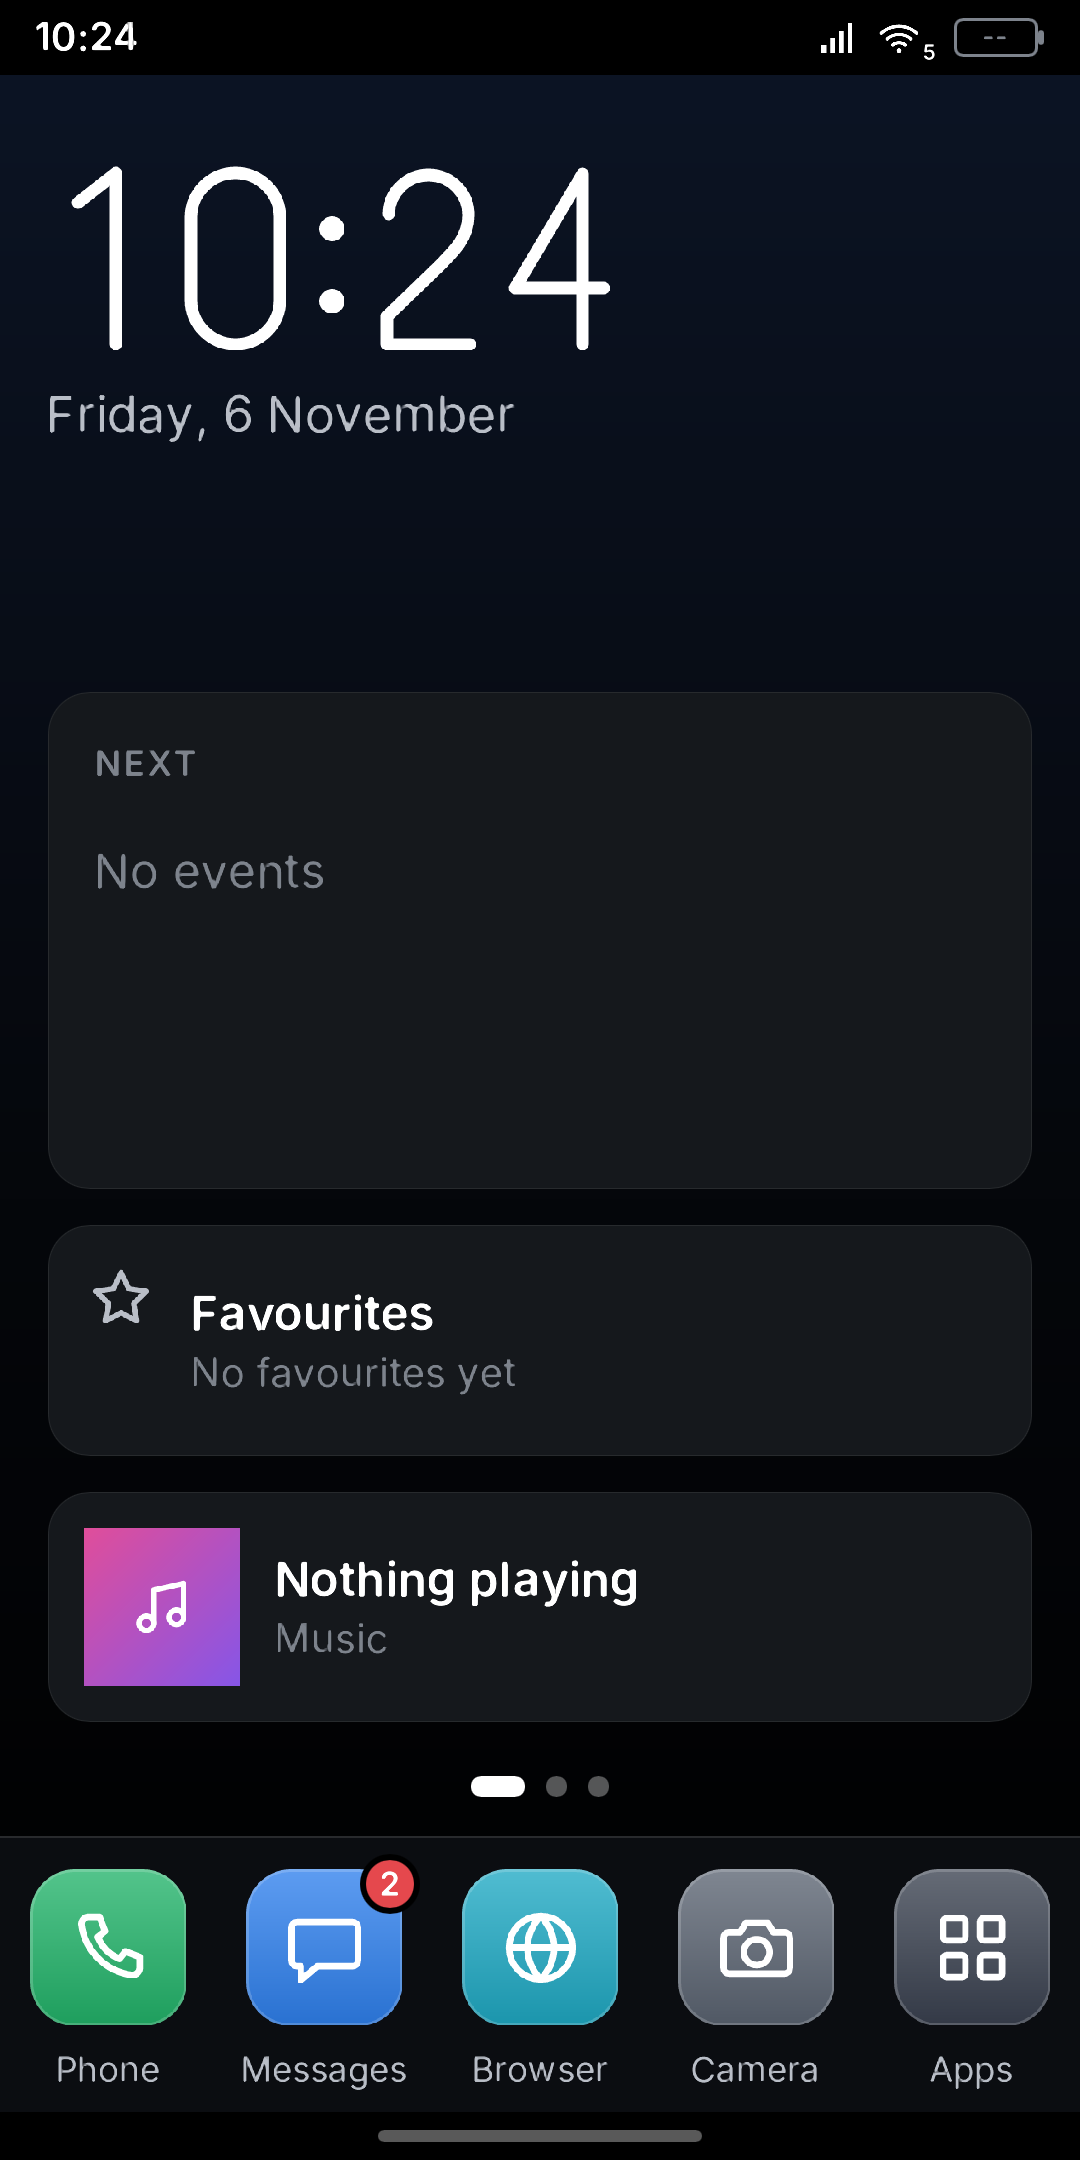 10:24
5
--
10:24
Friday, 6 November
NEXT
No events
Favourites
No favourites yet
Nothing playing
Music
2
Phone
Messages
Browser
Camera
Apps